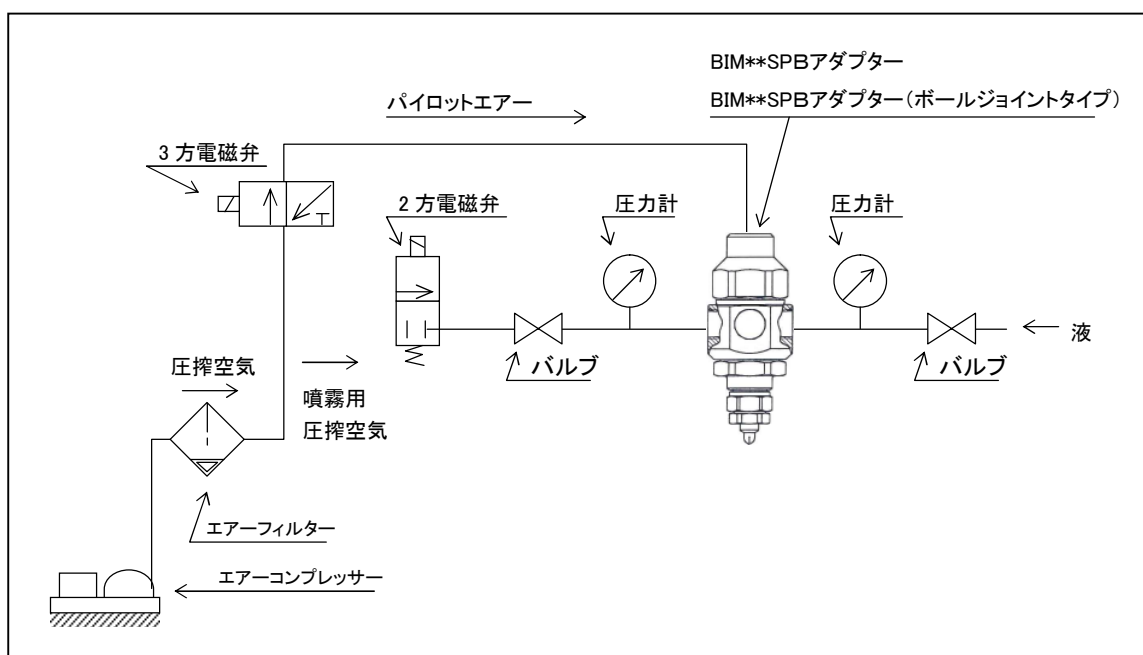 BIM**SPBアダプター
BIM**SPBアダプター(ボールジョイントタイプ)
パイロットエアー
3方電磁弁
2方電磁弁
圧力計
圧力計
液
バルブ
バルブ
圧搾空気
噴霧用
圧搾空気
エアーフィルター
エアーコンプレッサー